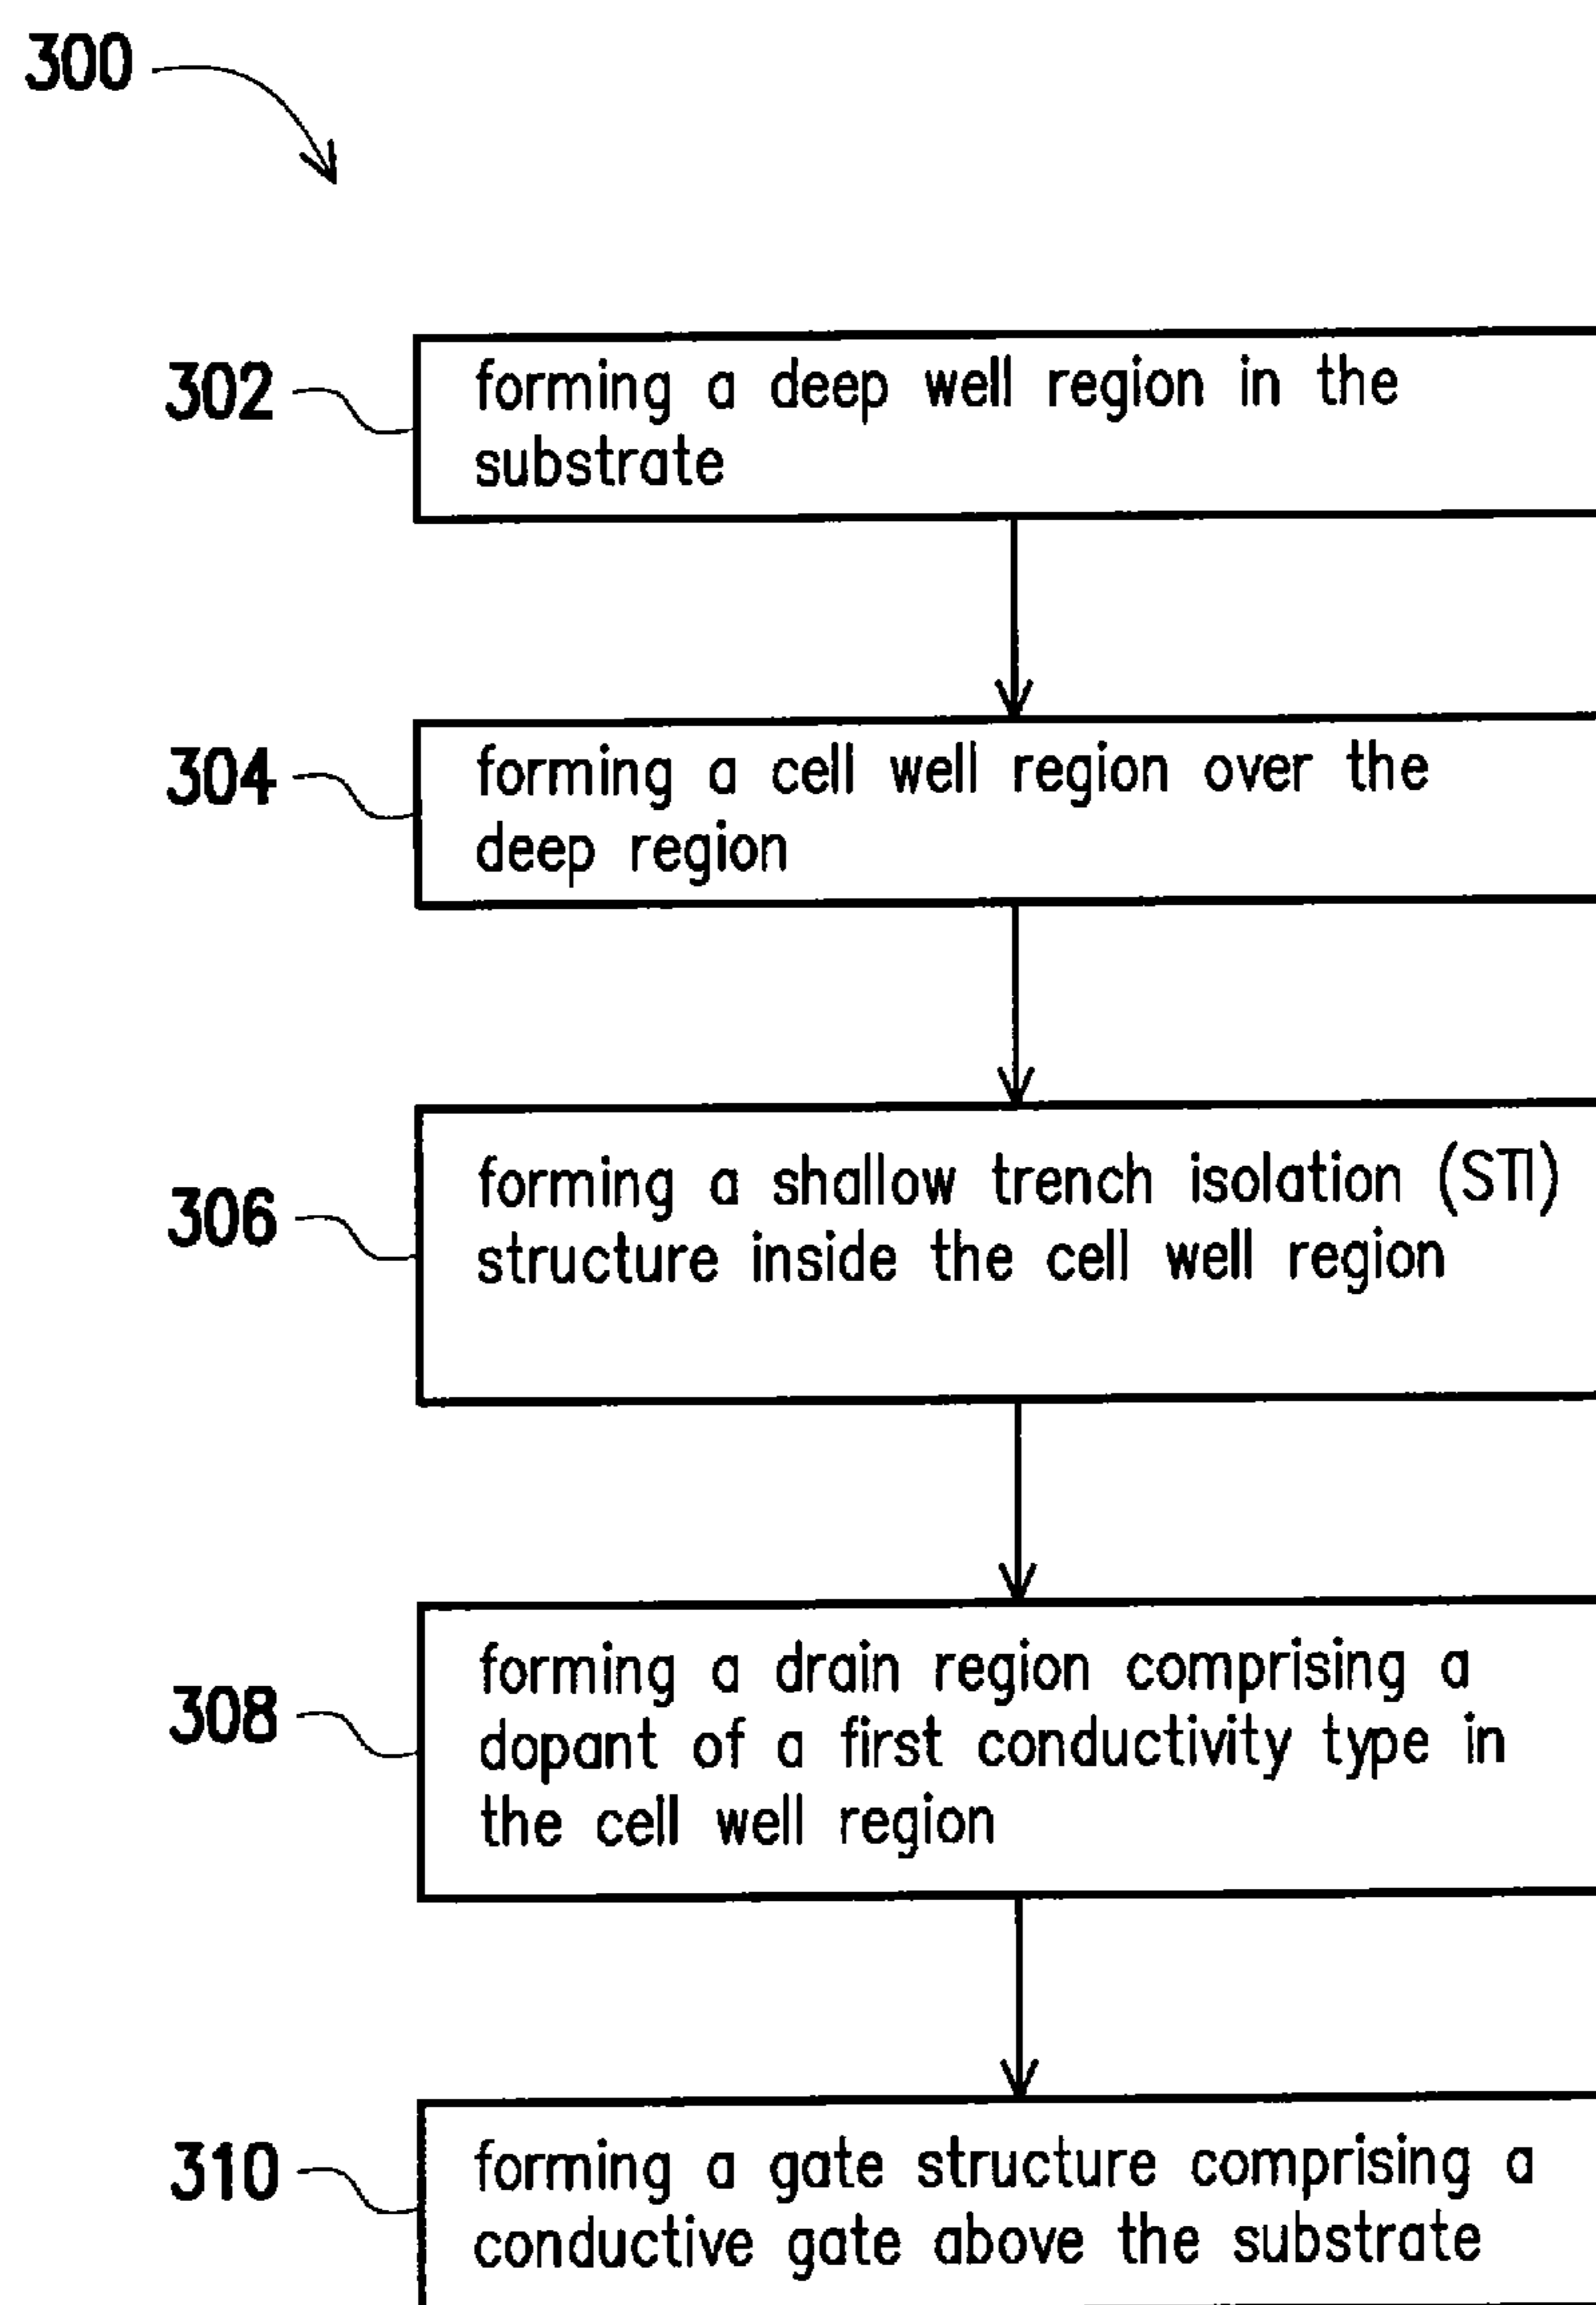 300
302
forming a deep well region in the
substrate
304
forming a cell well region over the
deep region
306
forming a shallow trench isolation (STI)
structure inside the cell well region
308
forming a drain region comprising a
dopant of a first conductivity type in
the cell well region
310
forming a gate structure comprising a
conductive gate above the substrate